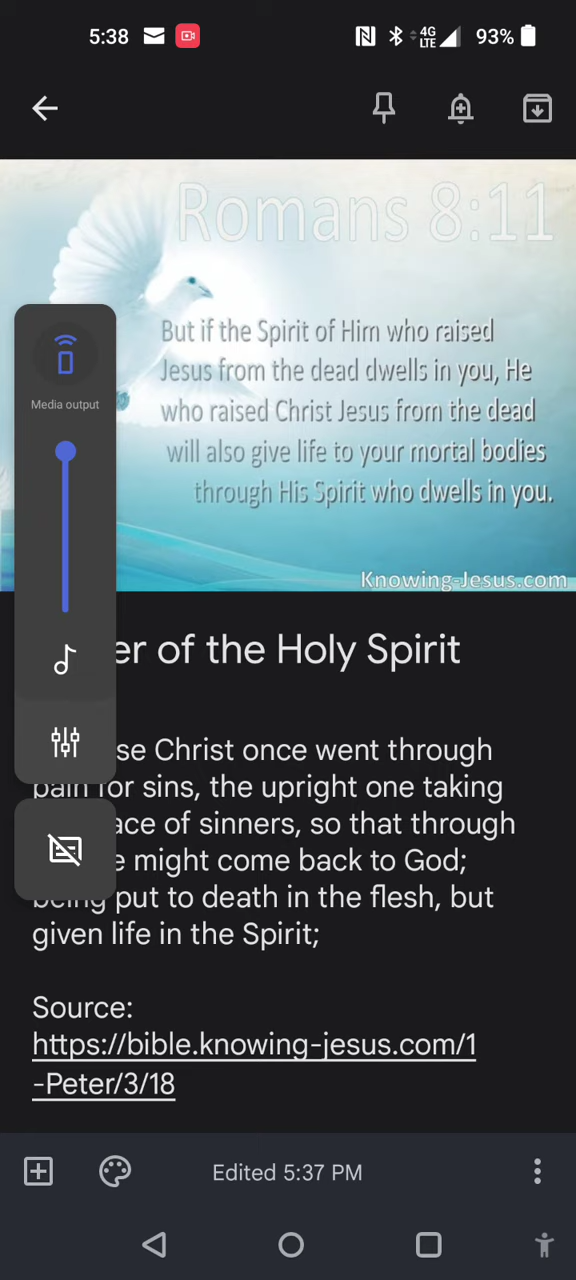 5:38
4G
LTE
93%
Romans 8:11
But if the Spirit of Him who raised
Jesus from the dead dwells in you, He
who raised Christ Jesus from the dead
will also give life to your mortal bodies
through His Spirit who dwells in you.
Knowing-Jesus.com
Media output
er of the Holy Spirit
se Christ once went through
pain for sins, the upright one taking
ace of sinners, so that through
e might come back to God;
being put to death in the flesh, but
given life in the Spirit;
Source:
https://bible.knowing-jesus.com/1
-Peter/3/18
Edited 5:37 PM